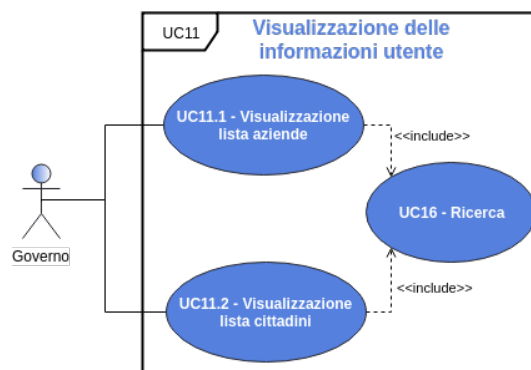 UC11
Visualizzazione delle
informazioni utente
UC11.1 - Visualizzazione
lista aziende
<<include>>
UC16 - Ricerca
Governo
UC11.2 - Visualizzazione
lista cittadini
<<include>>